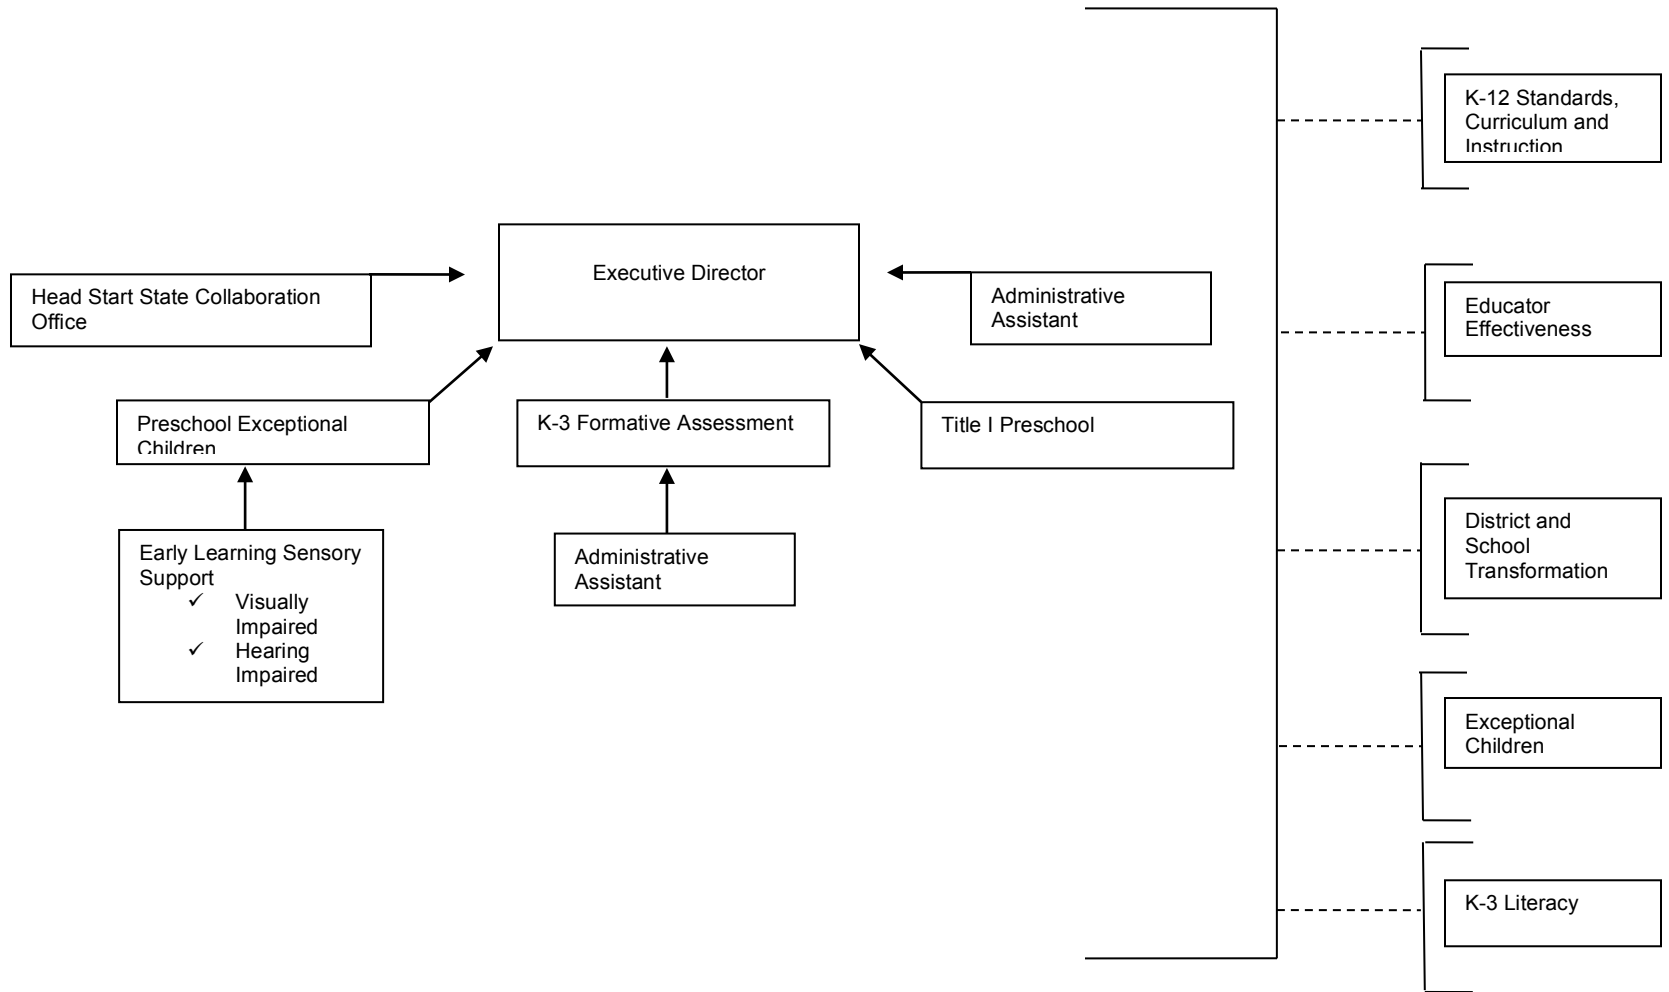 Executive Director
Head Start State Collaboration
Office
Administrative
Assistant
Preschool Exceptional
Children
K-3 Formative Assessment
Title I Preschool
Early Learning Sensory
Support
✓ Visually
Impaired
✓ Hearing
Impaired
Administrative
Assistant
K-12 Standards,
Curriculum and
Instruction
Educator
Effectiveness
District and
School
Transformation
Exceptional
Children
K-3 Literacy